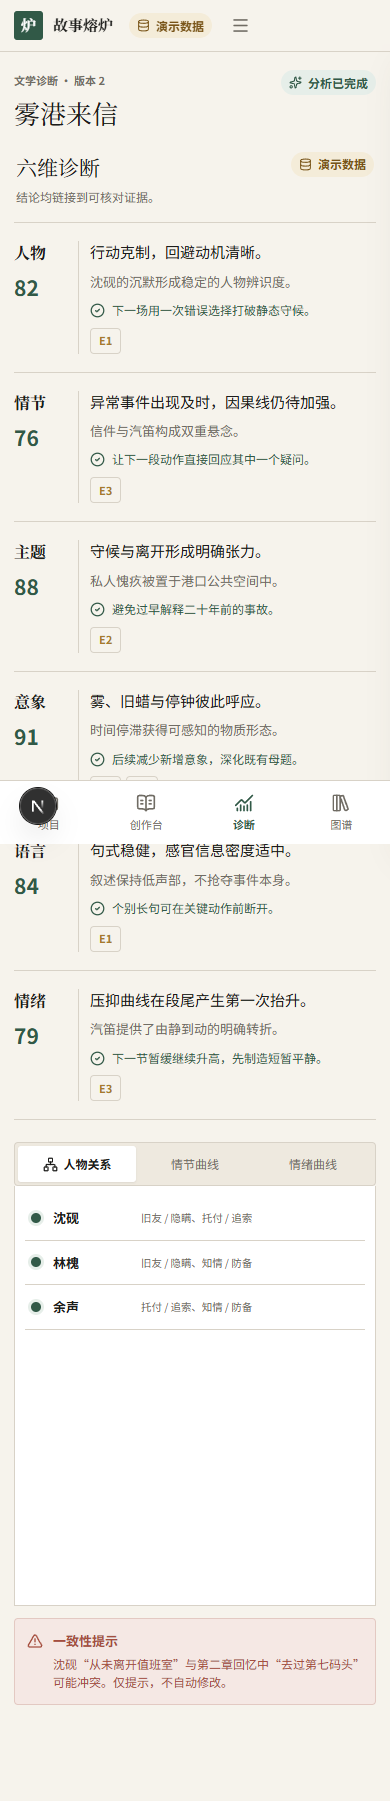 炉 故事熔炉 演示数据
文学诊断 · 版本 2 分析已完成
雾港来信
六维诊断 演示数据
结论均链接到可核对证据。
人物 行动克制，回避动机清晰。
82 沈砚的沉默形成稳定的人物辨识度。
下一场用一次错误选择打破静态守候。
E1
情节 异常事件出现及时，因果线仍待加强。
76 信件与汽笛构成双重悬念。
让下一段动作直接回应其中一个疑问。
E3
主题 守候与离开形成明确张力。
88 私人愧疚被置于港口公共空间中。
避免过早解释二十年前的事故。
E2
意象 雾、旧蜡与停钟彼此呼应。
91 时间停滞获得可感知的物质形态。
后续减少新增意象，深化既有母题。
N
项目 创作台 诊断 图谱
语言 句式稳健，感官信息密度适中。
84 叙述保持低声部，不抢夺事件本身。
个别长句可在关键动作前断开。
E1
情绪 压抑曲线在段尾产生第一次抬升。
79 汽笛提供了由静到动的明确转折。
下一节暂缓继续升高，先制造短暂平静。
E3
人物关系 情节曲线 情绪曲线
沈砚 旧友 / 隐瞒、托付 / 追索
林槐 旧友 / 隐瞒、知情 / 防备
余声 托付 / 追索、知情 / 防备
一致性提示
沈砚“从未离开值班室”与第二章回忆中“去过第七码头”
可能冲突。仅提示，不自动修改。